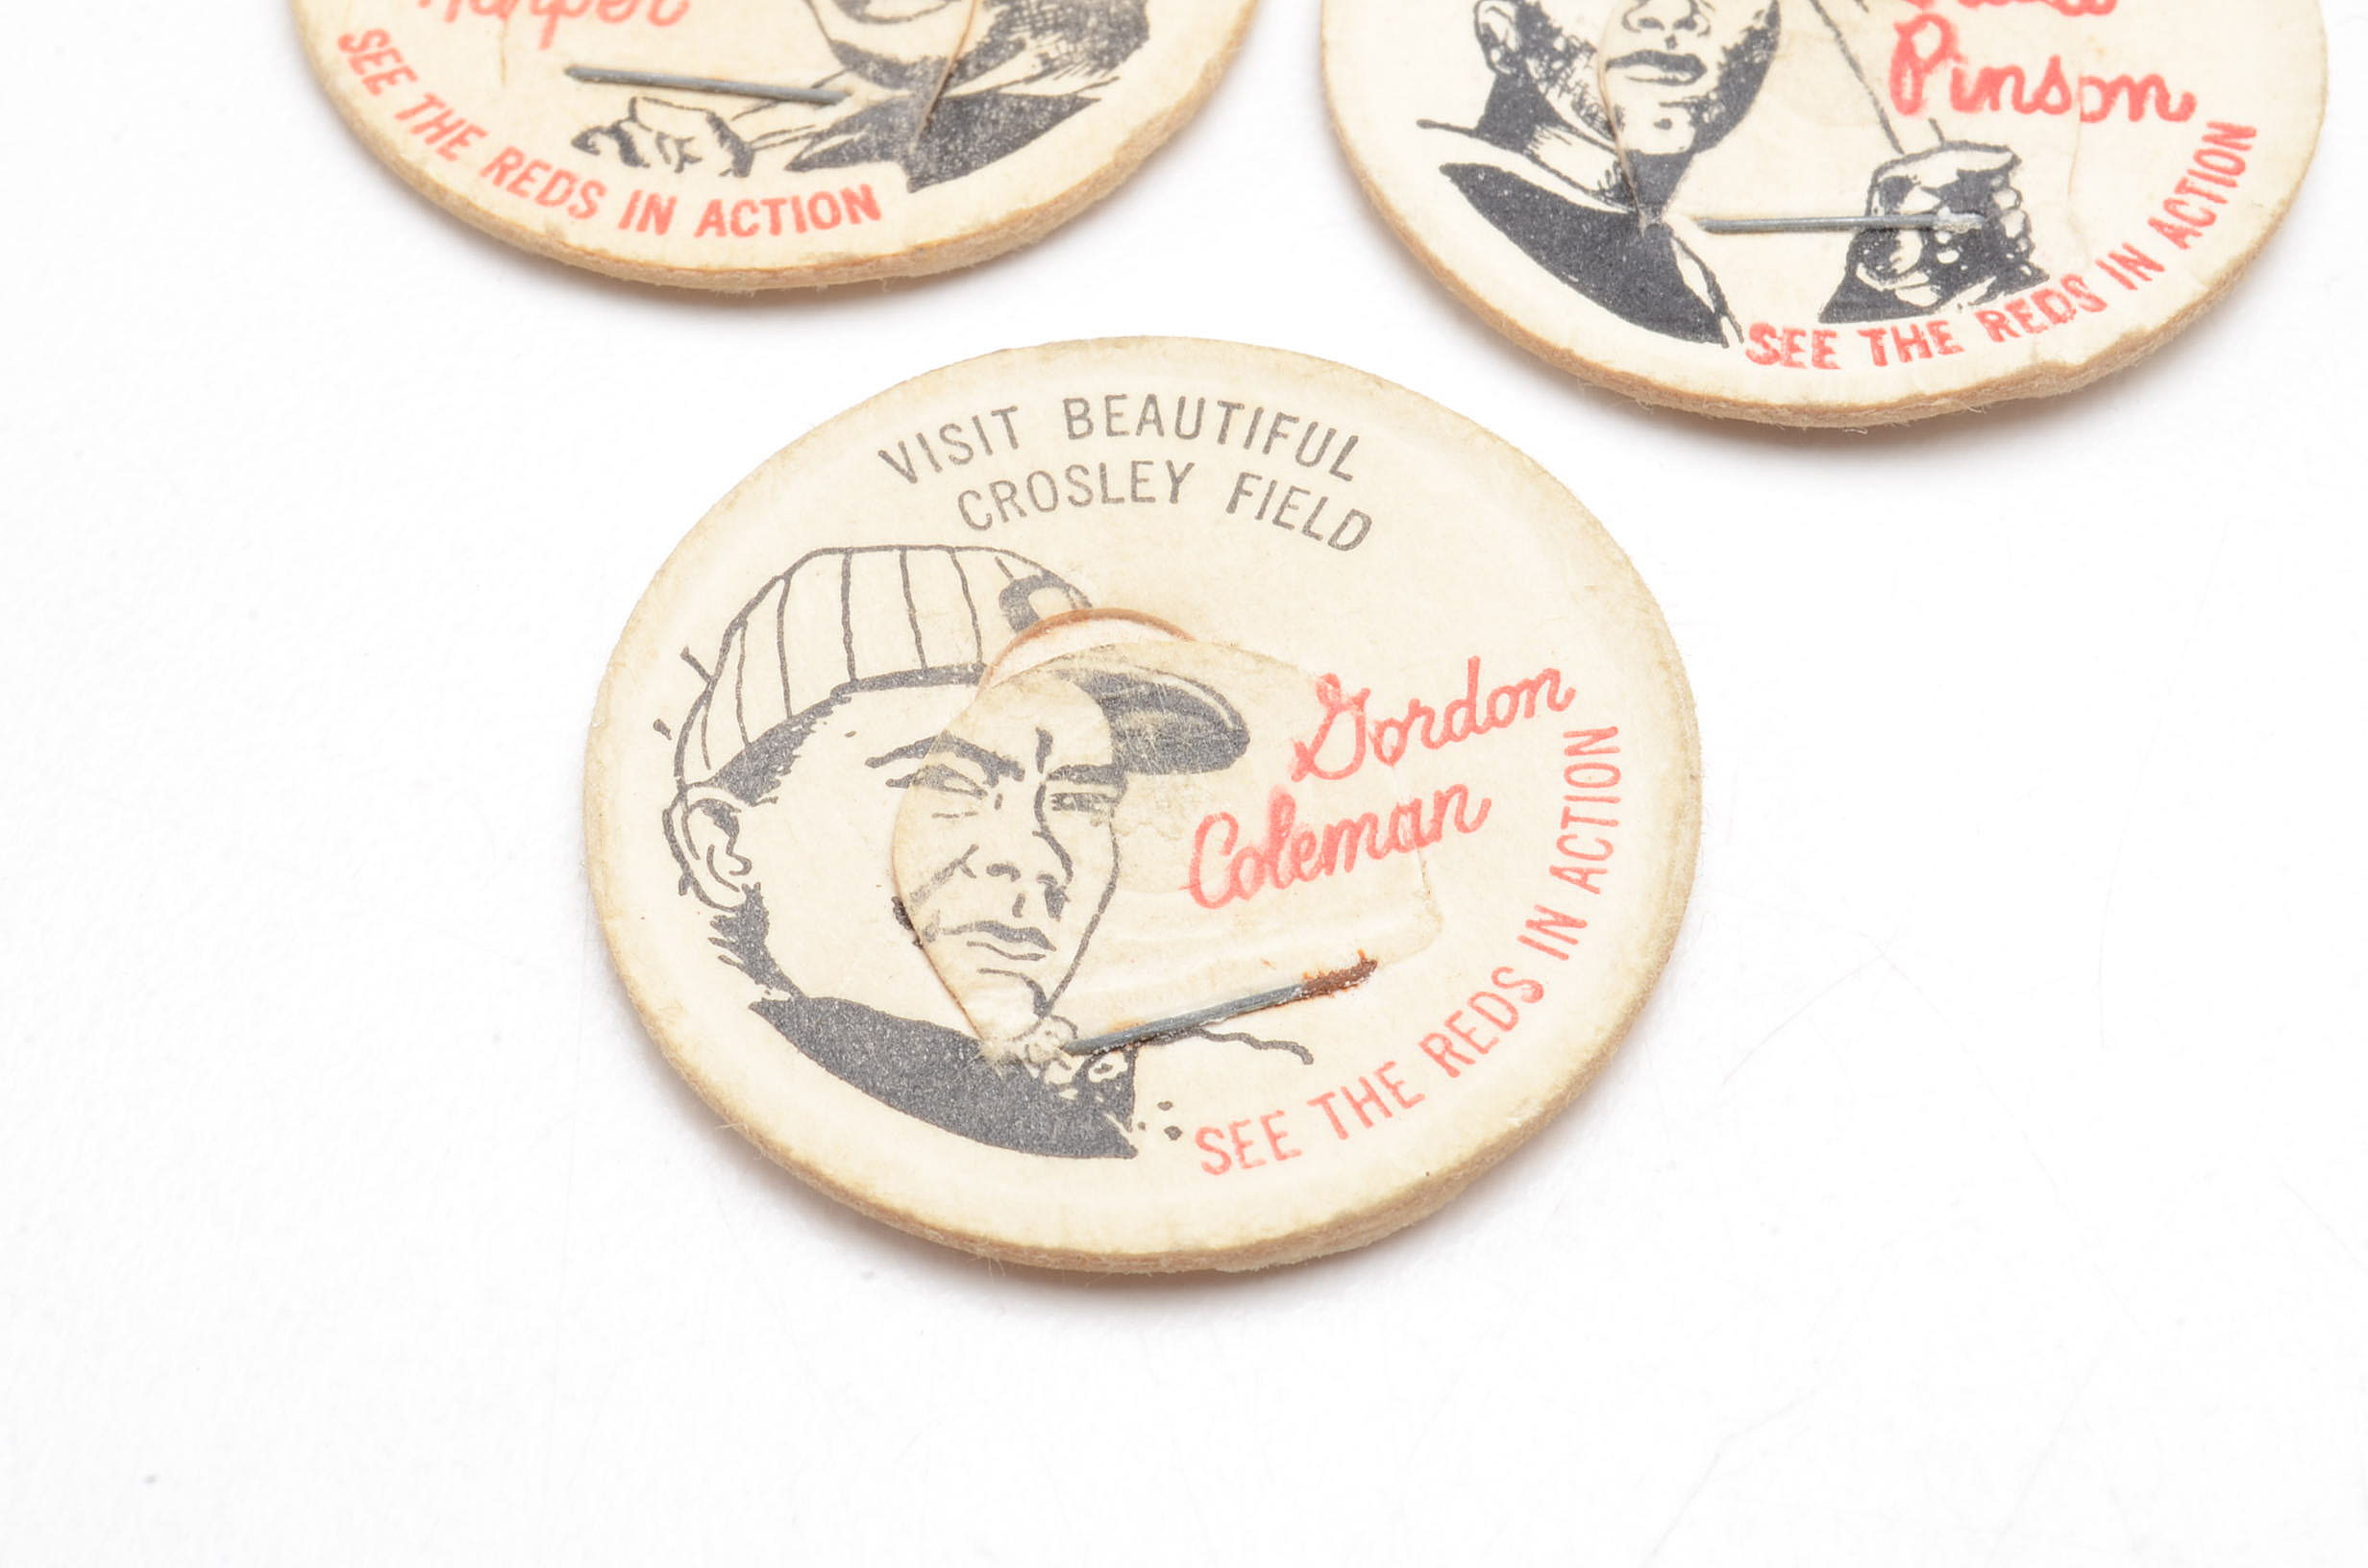 Harper
SEE THE REDS IN ACTION
Pinson
SEE THE REDS IN ACTION
VISIT BEAUTIFUL
CROSLEY FIELD
Gordon
Coleman
SEE THE REDS IN ACTION